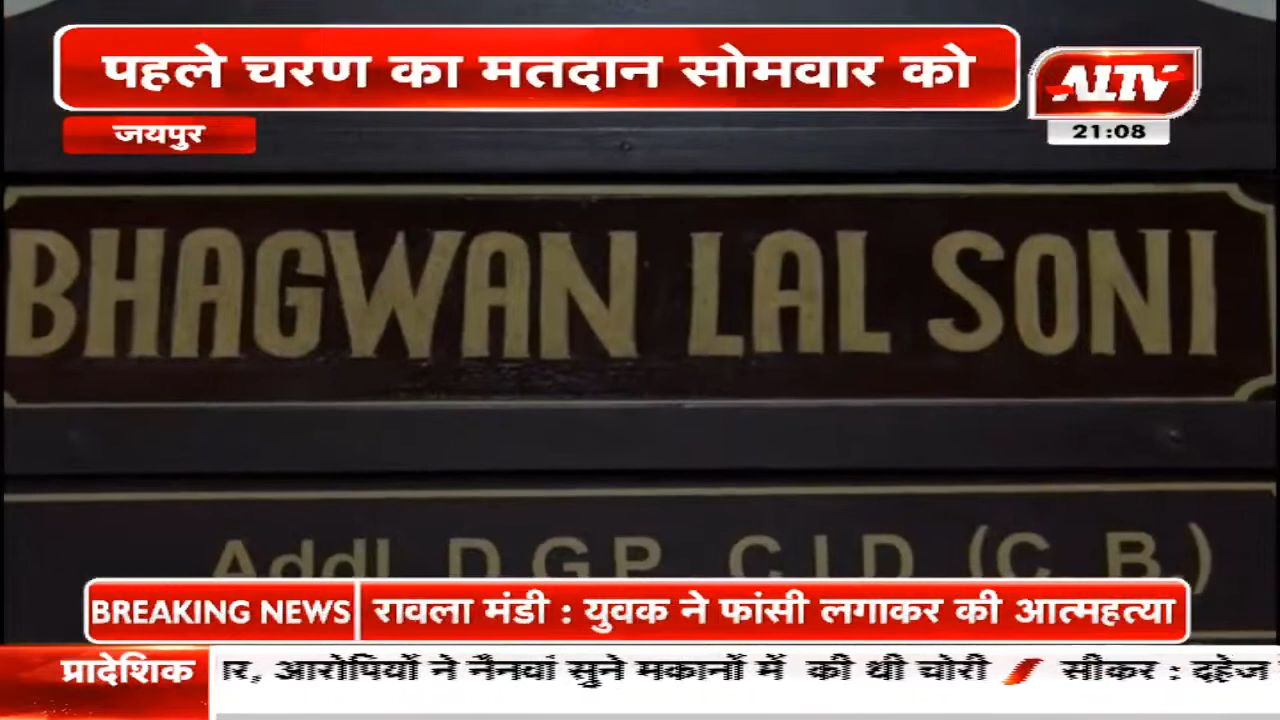 पहले चरण का मतदान सोमवार को
ALTV
जयपुर
21:08
BHAGWAN LAL SONI
Addl D G P C I D (C B.)
BREAKING NEWS रावला मंडी : युवक ने फांसी लगाकर की आत्महत्या
प्रादेशिक र, आरोपियों ने नैनवां सुने मकानों में की थी चोरी / सीकर : दहेज